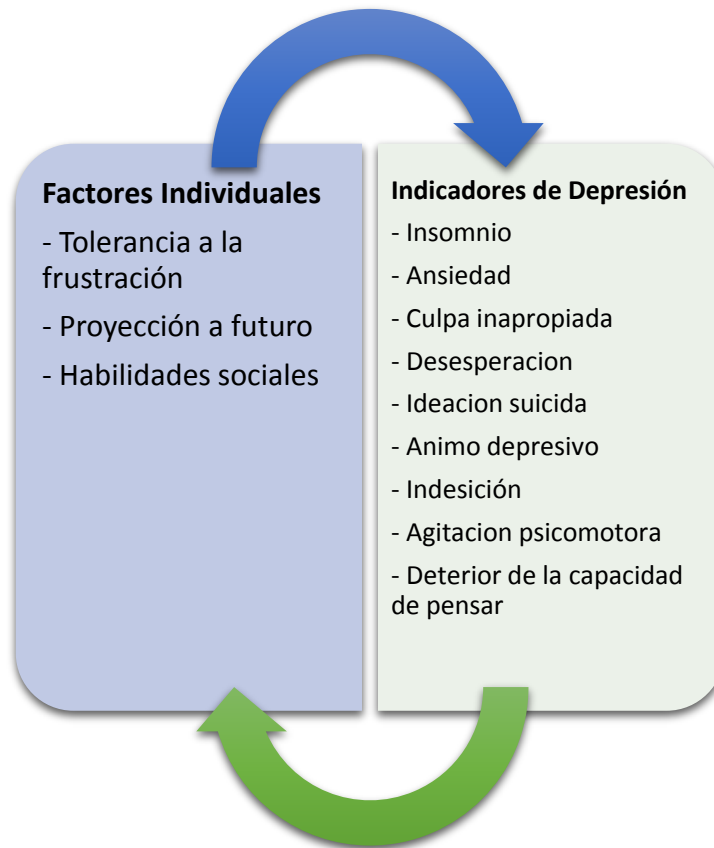 Factores Individuales
- Tolerancia a la
frustración
- Proyección a futuro
- Habilidades sociales
Indicadores de Depresión
- Insomnio
- Ansiedad
- Culpa inapropiada
- Desesperacion
- Ideacion suicida
- Animo depresivo
- Indesición
- Agitacion psicomotora
- Deterior de la capacidad
de pensar